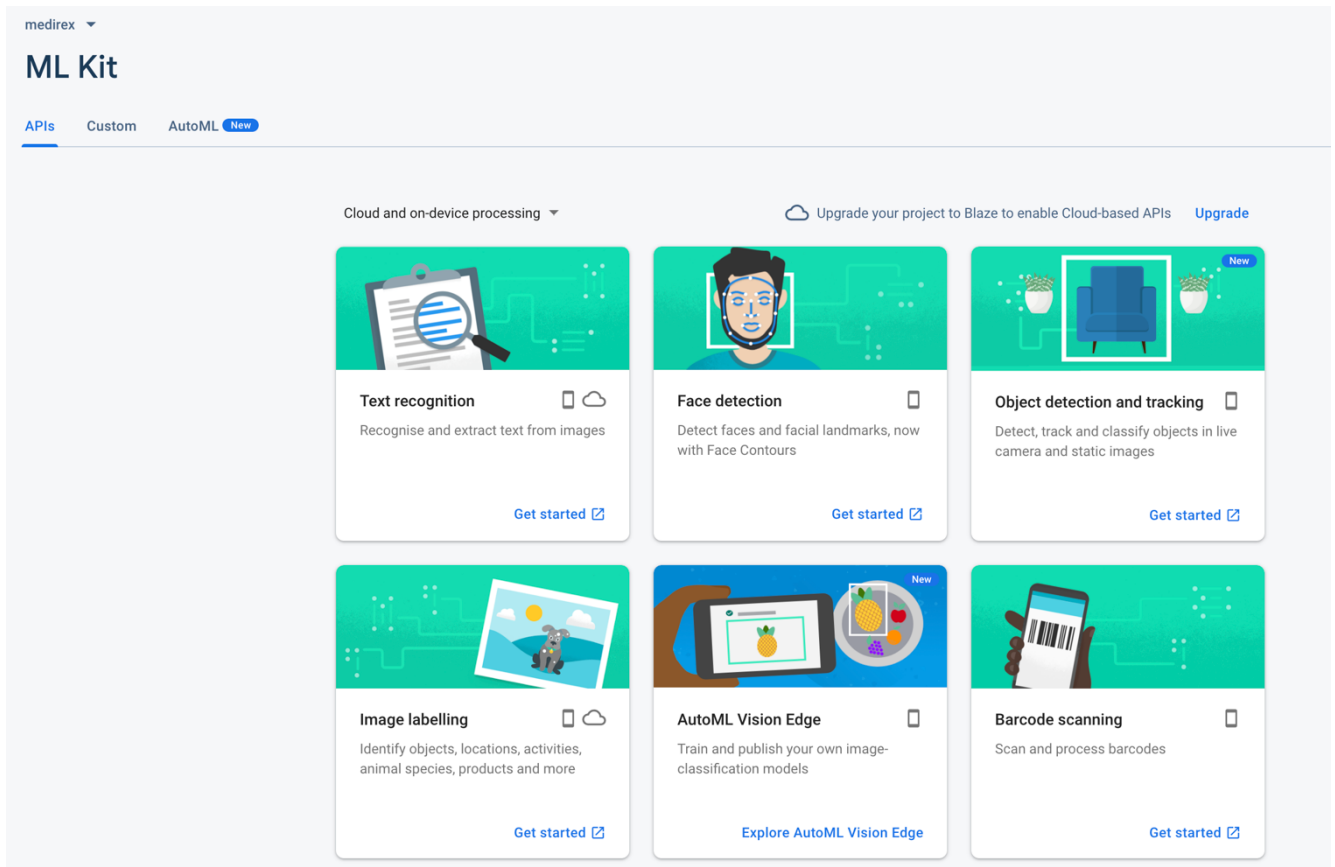 medirex
ML Kit
APIs Custom AutoML New
Cloud and on-device processing
Upgrade your project to Blaze to enable Cloud-based APIs Upgrade
Text recognition
Recognise and extract text from images
Get started
Face detection
Detect faces and facial landmarks, now
with Face Contours
Get started
New
Object detection and tracking
Detect, track and classify objects in live
camera and static images
Get started
Image labelling
Identify objects, locations, activities,
animal species, products and more
Get started
New
AutoML Vision Edge
Train and publish your own image-
classification models
Explore AutoML Vision Edge
Barcode scanning
Scan and process barcodes
Get started